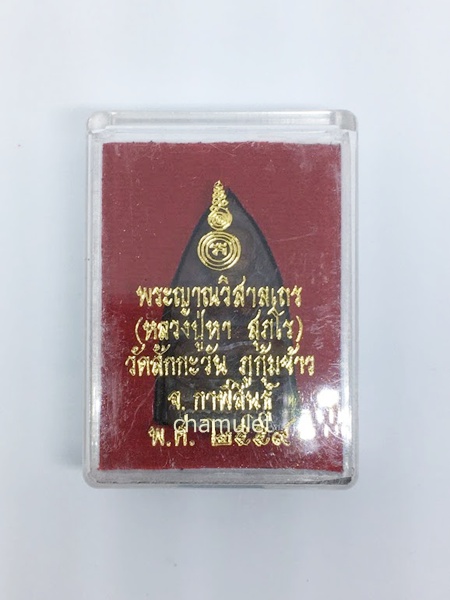 พระญาณวิสาลเถร
(หลวงปู่หา สุภโร)
วัดสักกะวัน ภูกุ้มข้าว
จ. กาฬสินธุ์
chamulet
พ.ศ. ๒๕๕๙